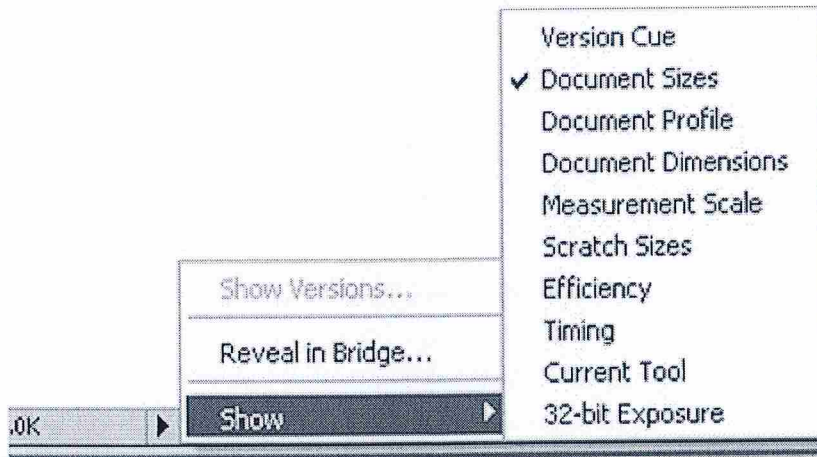 Version Cue
✓ Document Sizes
Document Profile
Document Dimensions
Measurement Scale
Scratch Sizes
Efficiency
Timing
Current Tool
32-bit Exposure
Show Versions...
Reveal in Bridge...
Show
.0K